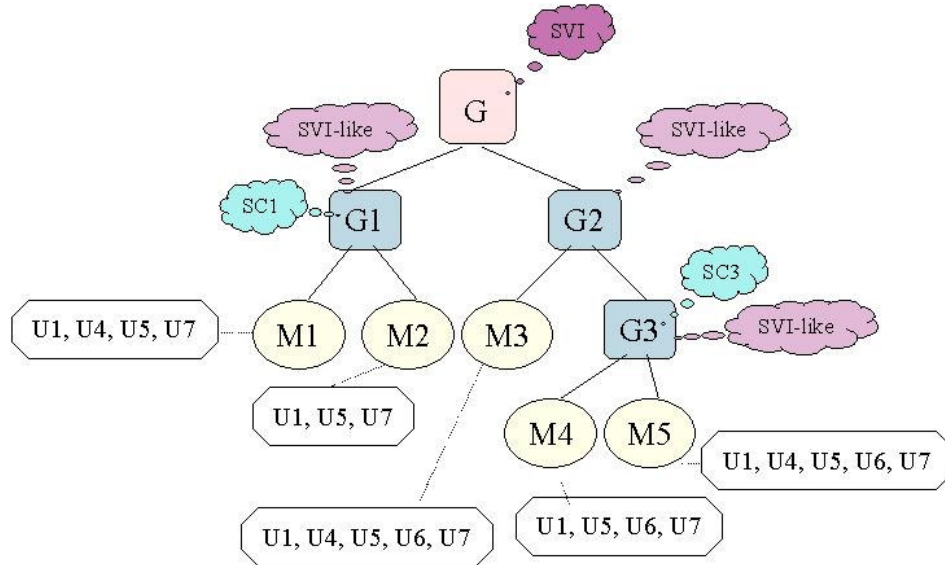 SVI
G
SVI-like
SVI-like
SC1
G1
G2
SC3
U1, U4, U5, U7
M1
M2
M3
G3
SVI-like
U1, U5, U7
M4
M5
U1, U4, U5, U6, U7
U1, U4, U5, U6, U7
U1, U5, U6, U7